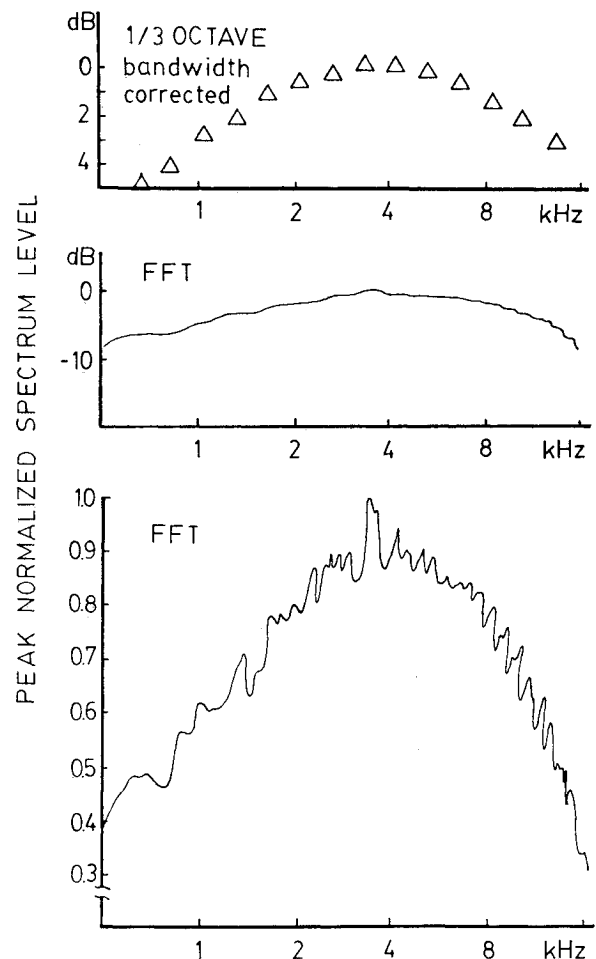 PEAK NORMALIZED SPECTRUM LEVEL
dB
1/3 OCTAVE
bandwidth
corrected
0
2
4
1 2 4 8 kHz
dB
FFT
0
-10
1 2 4 8 kHz
FFT
1.0
0.9
0.8
0.7
0.6
0.5
0.4
0.3
1 2 4 8 kHz